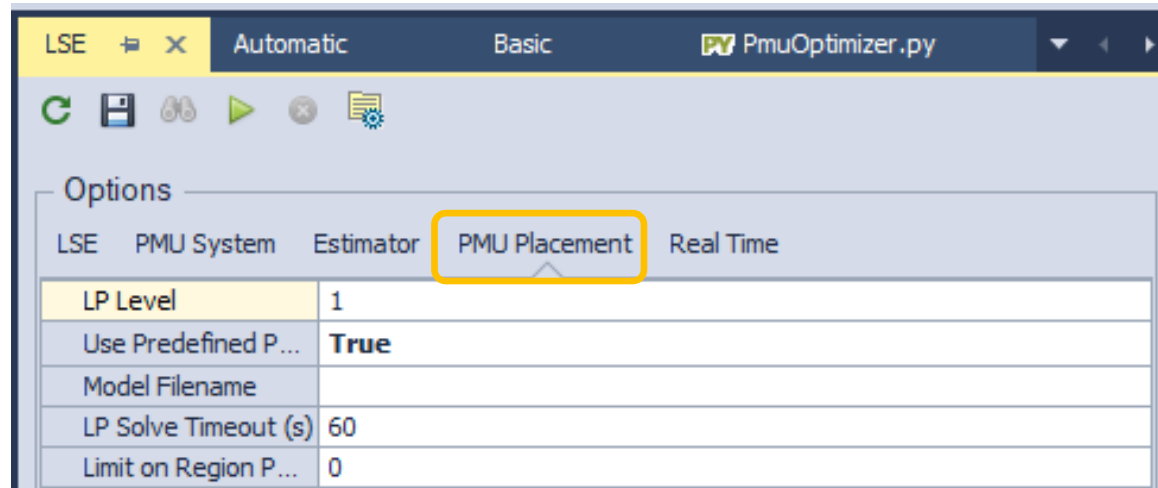 LSE Automatic Basic PY PmuOptimizer.py
Options
LSE PMU System Estimator PMU Placement Real Time
LP Level 1
Use Predefined P... True
Model Filename
LP Solve Timeout (s) 60
Limit on Region P... 0